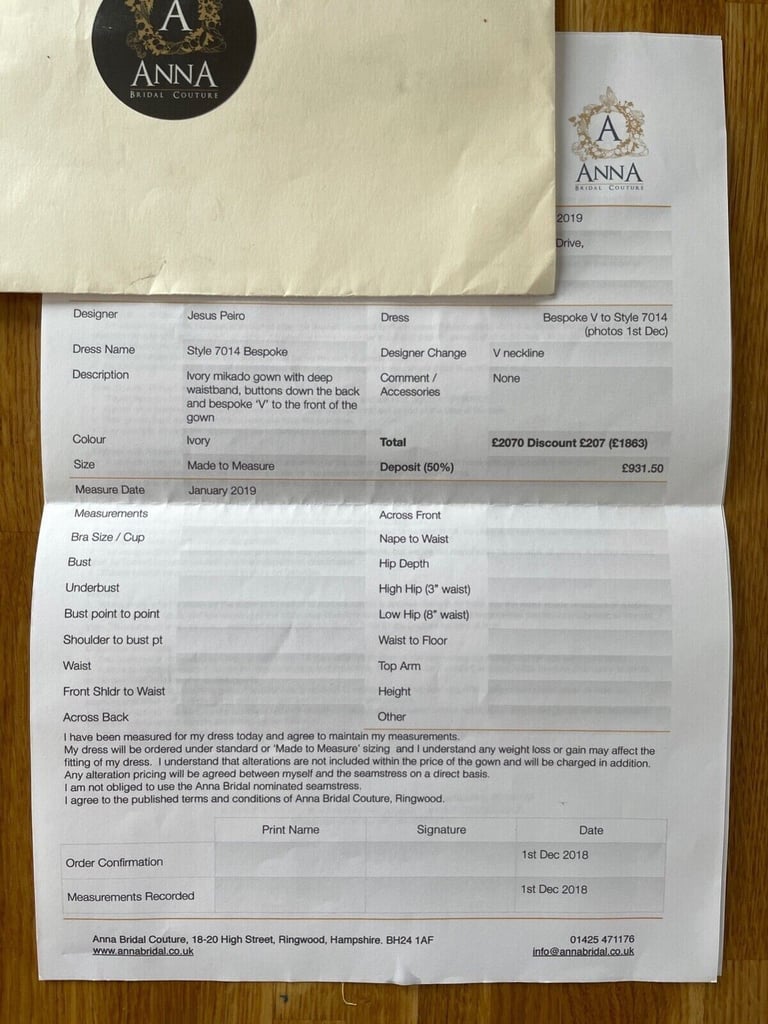 A
ANNA
BRIDAL COUTURE
A
ANNA
BRIDAL COUTURE
2019
Drive,
Designer Jesus Peiro Dress Bespoke V to Style 7014
(photos 1st Dec)
Dress Name Style 7014 Bespoke Designer Change V neckline
Description Ivory mikado gown with deep Comment / None
waistband, buttons down the back Accessories
and bespoke 'V' to the front of the
gown
Colour Ivory Total £2070 Discount £207 (£1863)
Size Made to Measure Deposit (50%) £931.50
Measure Date January 2019
Measurements Across Front
Bra Size / Cup Nape to Waist
Bust Hip Depth
Underbust High Hip (3" waist)
Bust point to point Low Hip (8" waist)
Shoulder to bust pt Waist to Floor
Waist Top Arm
Front Shldr to Waist Height
Across Back Other
I have been measured for my dress today and agree to maintain my measurements.
My dress will be ordered under standard or 'Made to Measure' sizing and I understand any weight loss or gain may affect the
fitting of my dress. I understand that alterations are not included within the price of the gown and will be charged in addition.
Any alteration pricing will be agreed between myself and the seamstress on a direct basis.
I am not obliged to use the Anna Bridal nominated seamstress.
I agree to the published terms and conditions of Anna Bridal Couture, Ringwood.
Print Name Signature Date
Order Confirmation 1st Dec 2018
Measurements Recorded 1st Dec 2018
Anna Bridal Couture, 18-20 High Street, Ringwood, Hampshire. BH24 1AF 01425 471176
www.annabridal.co.uk info@annabridal.co.uk